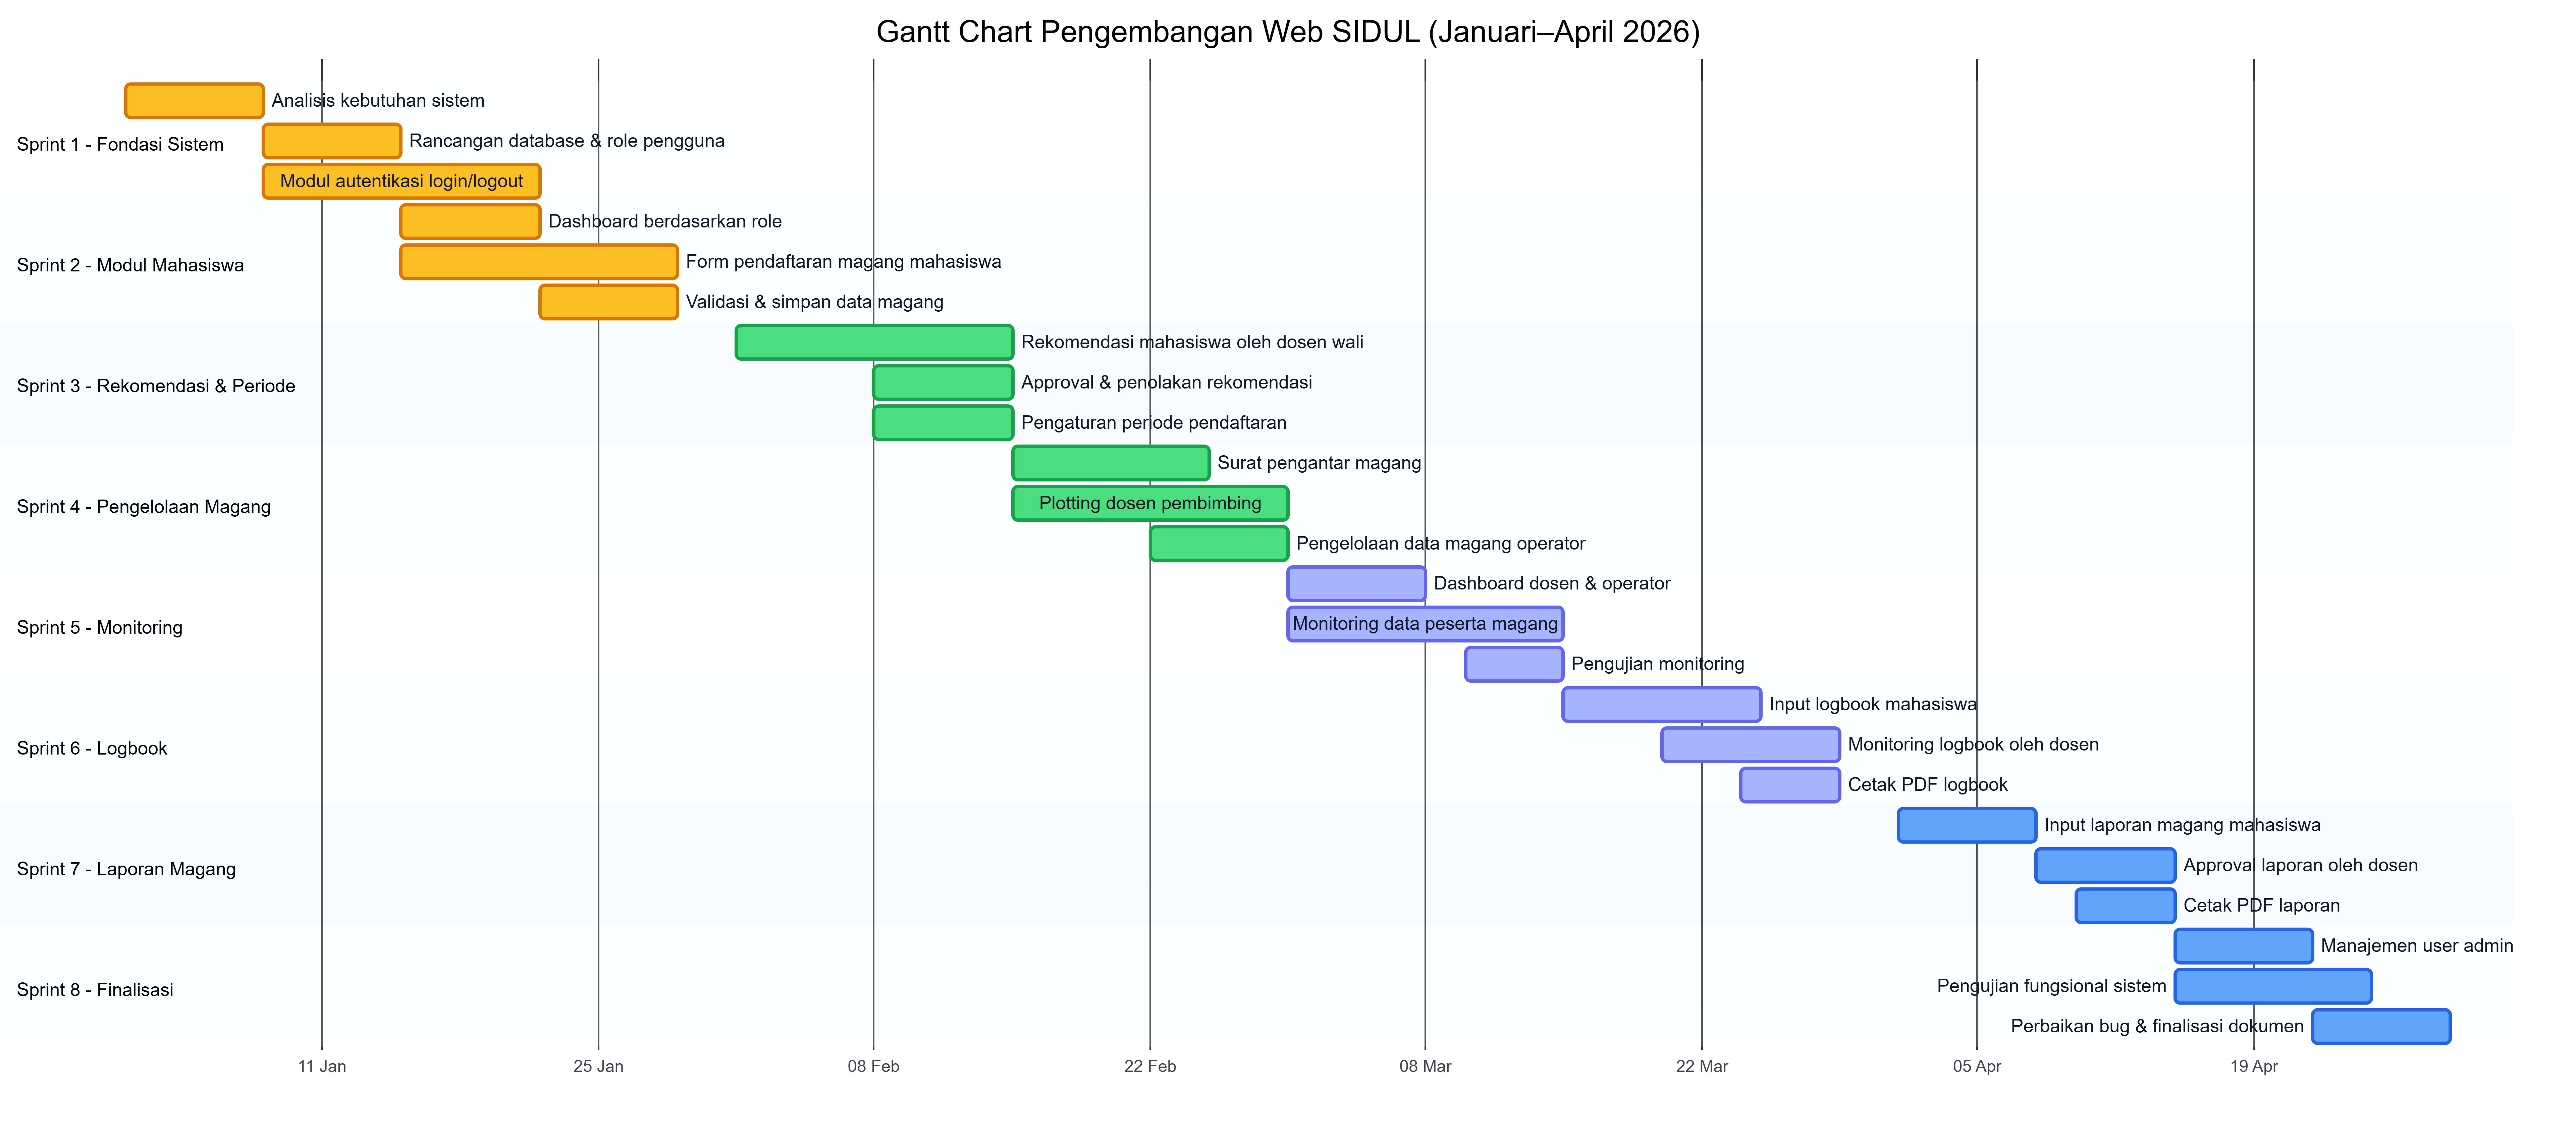 Gantt Chart Pengembangan Web SIDUL (Januari–April 2026)
Sprint 1 - Fondasi Sistem
Analisis kebutuhan sistem
Rancangan database & role pengguna
Modul autentikasi login/logout
Sprint 2 - Modul Mahasiswa
Dashboard berdasarkan role
Form pendaftaran magang mahasiswa
Validasi & simpan data magang
Sprint 3 - Rekomendasi & Periode
Rekomendasi mahasiswa oleh dosen wali
Approval & penolakan rekomendasi
Pengaturan periode pendaftaran
Sprint 4 - Pengelolaan Magang
Surat pengantar magang
Plotting dosen pembimbing
Pengelolaan data magang operator
Sprint 5 - Monitoring
Dashboard dosen & operator
Monitoring data peserta magang
Pengujian monitoring
Sprint 6 - Logbook
Input logbook mahasiswa
Monitoring logbook oleh dosen
Cetak PDF logbook
Sprint 7 - Laporan Magang
Input laporan magang mahasiswa
Approval laporan oleh dosen
Cetak PDF laporan
Sprint 8 - Finalisasi
Manajemen user admin
Pengujian fungsional sistem
Perbaikan bug & finalisasi dokumen
11 Jan
25 Jan
08 Feb
22 Feb
08 Mar
22 Mar
05 Apr
19 Apr